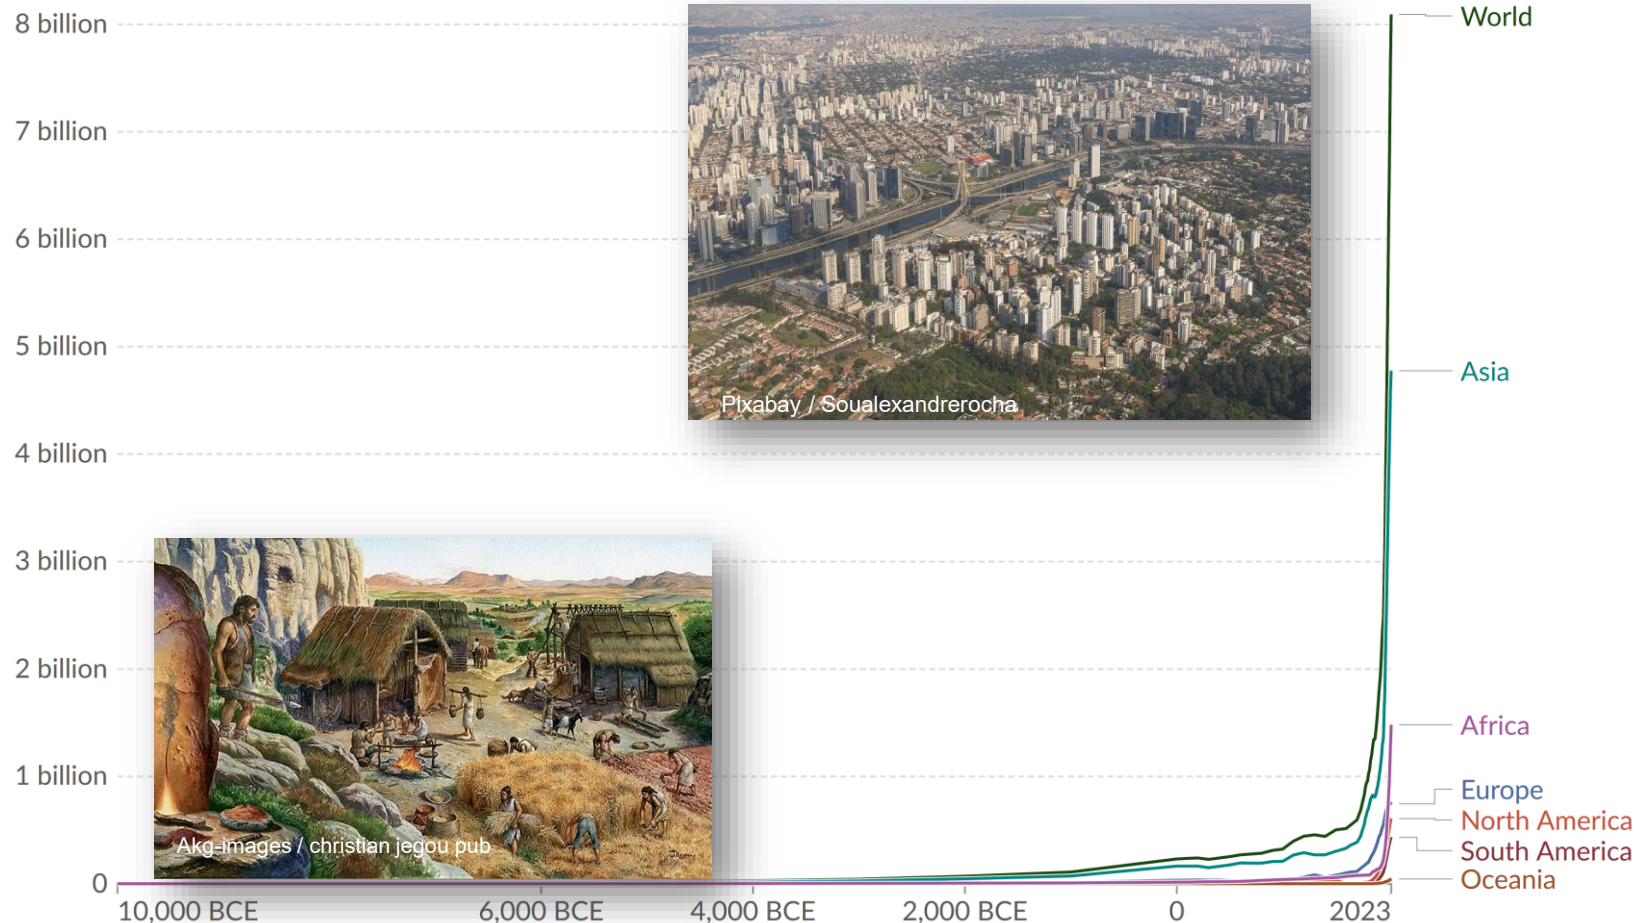 8 billion
World
7 billion
6 billion
5 billion
Asia
Pixabay / Soualexandrerocha
4 billion
3 billion
2 billion
Africa
1 billion
Europe
North America
Akg-images / christian jegou pub
South America
0
Oceania
10,000 BCE
6,000 BCE
4,000 BCE
2,000 BCE
0
2023